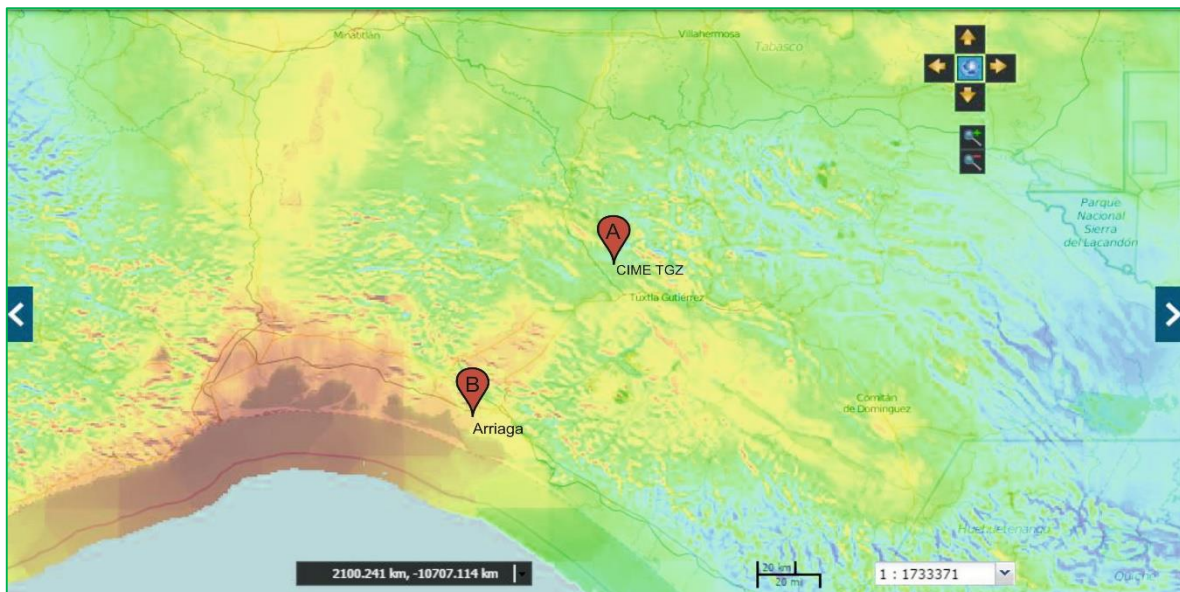 Minatitlán
Villahermosa
Tabasco
A
CIME TGZ
Parque
Nacional
Sierra
del Lacandón
Tuxtla Gutiérrez
B
Arriaga
Comitán
de Domínguez
Huehuetenango
2100.241 km, -10707.114 km
20 km
20 mi
1 : 1733371
Quiché